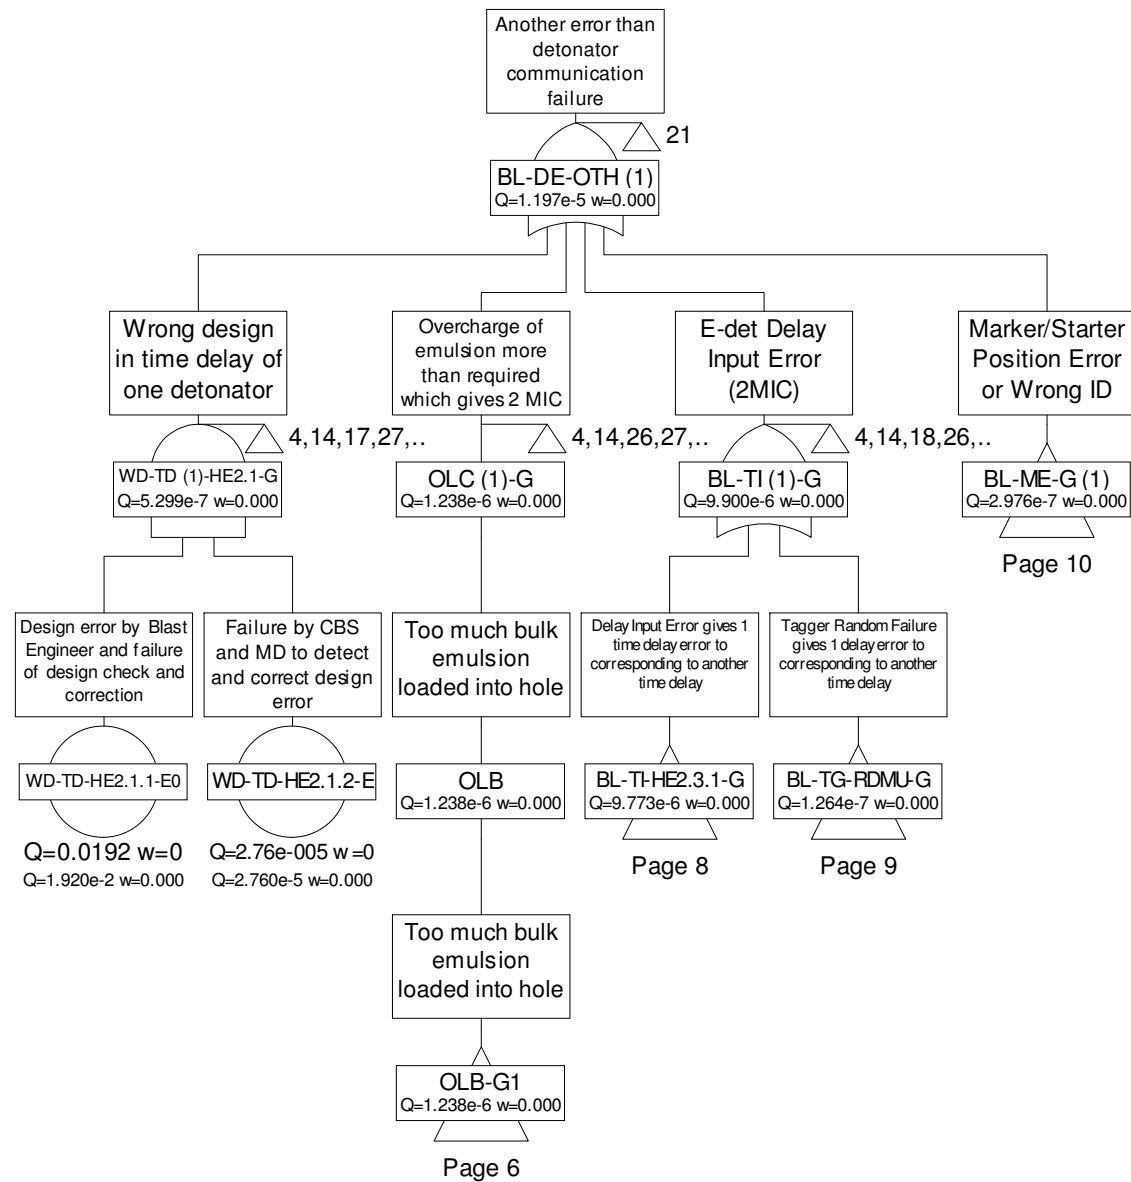 Another error than
detonator
communication
failure
21
BL-DE-OTH (1)
Q=1.197e-5 w=0.000
Wrong design
in time delay of
one detonator
4,14,17,27,..
WD-TD (1)-HE2.1-G
Q=5.299e-7 w=0.000
Overcharge of
emulsion more
than required
which gives 2 MIC
4,14,26,27,..
OLC (1)-G
Q=1.238e-6 w=0.000
E-det Delay
Input Error
(2MIC)
4,14,18,26,..
BL-TI (1)-G
Q=9.900e-6 w=0.000
Marker/Starter
Position Error
or Wrong ID
BL-ME-G (1)
Q=2.976e-7 w=0.000
Page 10
Design error by Blast
Engineer and failure
of design check and
correction
WD-TD-HE2.1.1-E0
Q=0.0192 w=0
Q=1.920e-2 w=0.000
Failure by CBS
and MD to detect
and correct design
error
WD-TD-HE2.1.2-E
Q=2.76e-005 w=0
Q=2.760e-5 w=0.000
Too much bulk
emulsion
loaded into hole
OLB
Q=1.238e-6 w=0.000
Delay Input Error gives 1
time delay error to
corresponding to another
time delay
BL-TI-HE2.3.1-G
Q=9.773e-6 w=0.000
Page 8
Tagger Random Failure
gives 1 delay error to
corresponding to another
time delay
BL-TG-RDMU-G
Q=1.264e-7 w=0.000
Page 9
Too much bulk
emulsion
loaded into hole
OLB-G1
Q=1.238e-6 w=0.000
Page 6